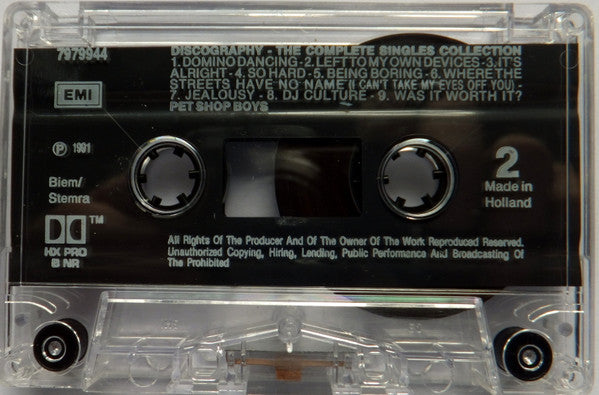 7979944
DISCOGRAPHY - THE COMPLETE SINGLES COLLECTION
1. DOMINO DANCING - 2. LEFT TO MY OWN DEVICES - 3. IT'S
ALRIGHT - 4. SO HARD - 5. BEING BORING - 6. WHERE THE
STREETS HAVE NO NAME (I CAN'T TAKE MY EYES OFF YOU) -
7. JEALOUSY - 8. DJ CULTURE - 9. WAS IT WORTH IT?
PET SHOP BOYS
EMI
℗ 1991
Biem/
Stemra
TM
HX PRO
B NR
2
Made in
Holland
All Rights Of The Producer And Of The Owner Of The Work Reproduced Reserved.
Unauthorized Copying, Hiring, Lending, Public Performance And Broadcasting Of
The Prohibited